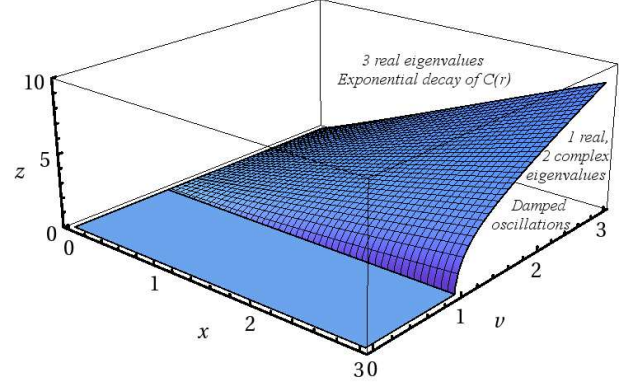 3 real eigenvalues
Exponential decay of C(r)
10
1 real,
2 complex
eigenvalues
5
z
Damped
oscillations
3
0
0
2
1
1
ν
2
x
3 0